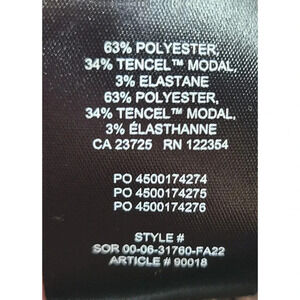 63% POLYESTER,
34% TENCEL™ MODAL,
3% ELASTANE
63% POLYESTER,
34% TENCEL™ MODAL,
3% ÉLASTHANNE
CA 23725 RN 122354
PO 4500174274
PO 4500174275
PO 4500174276
STYLE #
SOR 00-06-31760-FA22
ARTICLE # 90018